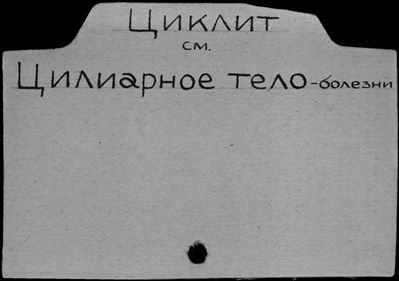 Циклит
см.
Цилиарное тело-болезни